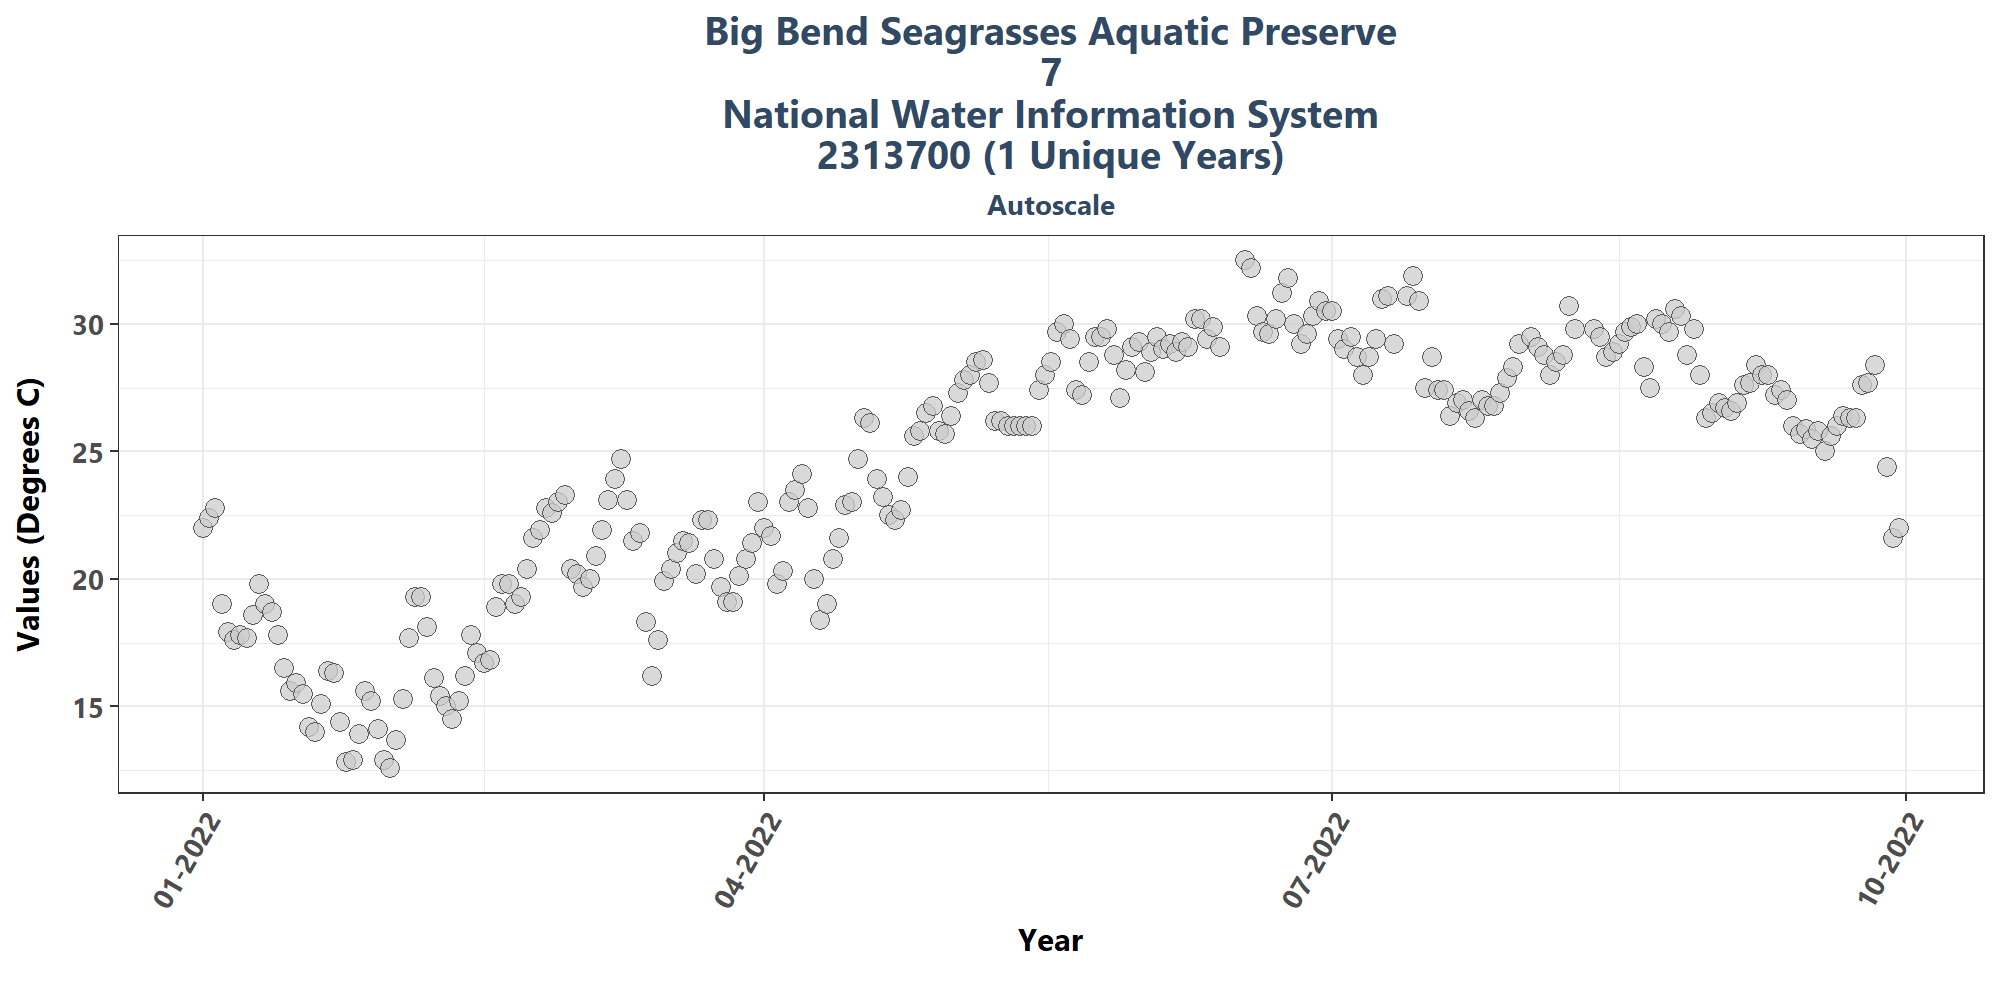 Big Bend Seagrasses Aquatic Preserve
7
National Water Information System
2313700 (1 Unique Years)
Autoscale
Values (Degrees C)
30
25
20
15
01-2022
04-2022
07-2022
10-2022
Year